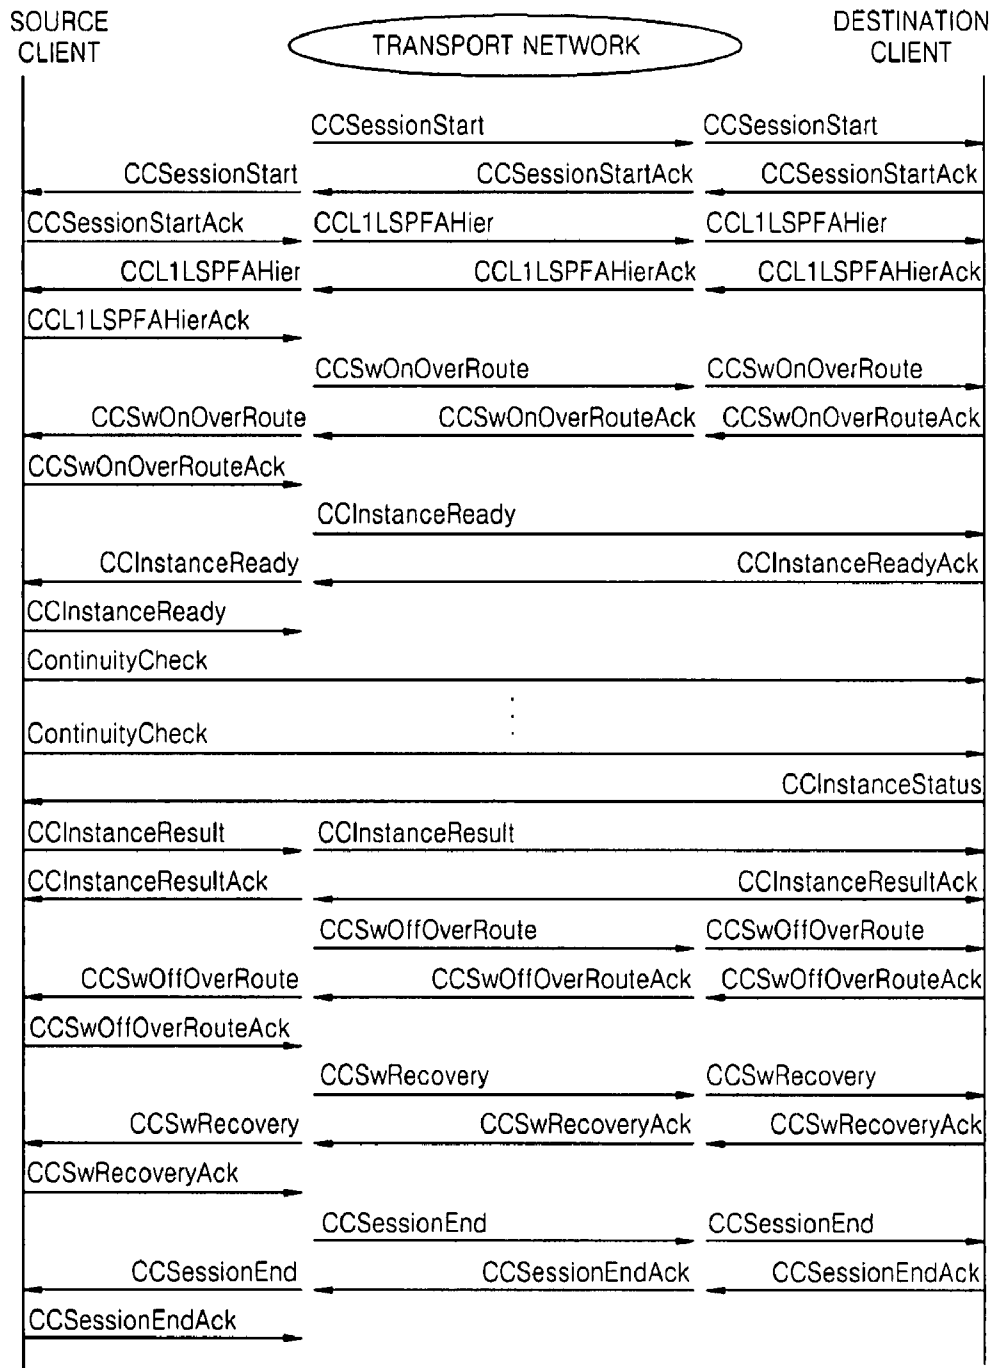 SOURCE
CLIENT
TRANSPORT NETWORK
DESTINATION
CLIENT
CCSessionStart CCSessionStart
CCSessionStart CCSessionStartAck CCSessionStartAck
CCSessionStartAck CCL1LSPFAHier CCL1LSPFAHier
CCL1LSPFAHier CCL1LSPFAHierAck CCL1LSPFAHierAck
CCL1LSPFAHierAck
CCSwOnOverRoute CCSwOnOverRoute
CCSwOnOverRoute CCSwOnOverRouteAck CCSwOnOverRouteAck
CCSwOnOverRouteAck
CCInstanceReady
CCInstanceReady CCInstanceReadyAck
CCInstanceReady
ContinuityCheck
ContinuityCheck
CCInstanceStatus
CCInstanceResult CCInstanceResult
CCInstanceResultAck CCInstanceResultAck
CCSwOffOverRoute CCSwOffOverRoute
CCSwOffOverRoute CCSwOffOverRouteAck CCSwOffOverRouteAck
CCSwOffOverRouteAck
CCSwRecovery CCSwRecovery
CCSwRecovery CCSwRecoveryAck CCSwRecoveryAck
CCSwRecoveryAck
CCSessionEnd CCSessionEnd
CCSessionEnd CCSessionEndAck CCSessionEndAck
CCSessionEndAck